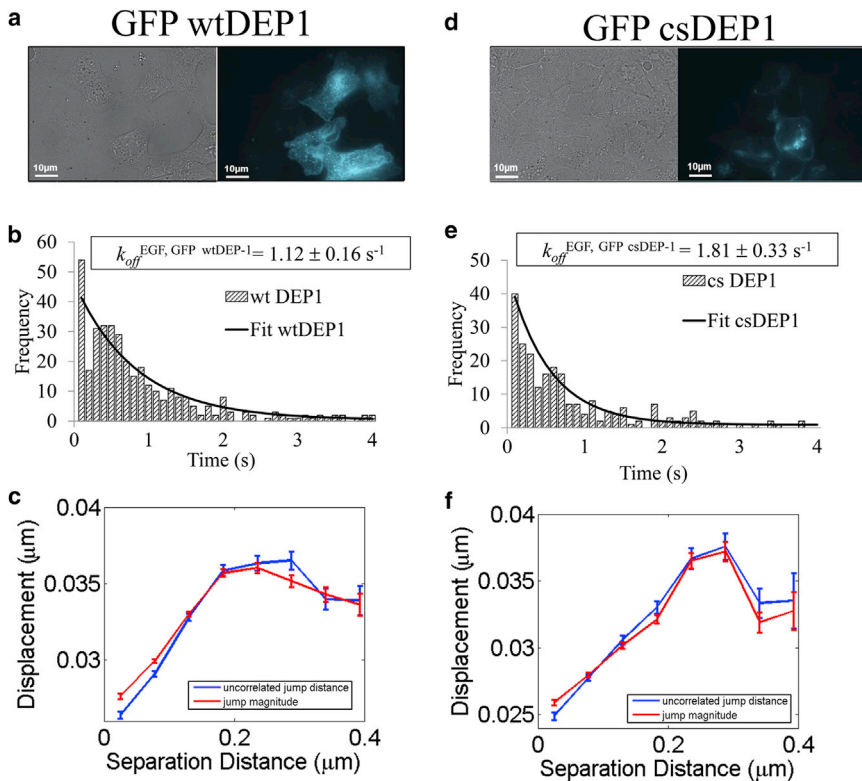 a
GFP wtDEP1
10μm
10μm
b
k_off^EGF, GFP wtDEP-1 = 1.12 ± 0.16 s^-1
wt DEP1
Fit wtDEP1
Frequency
60
50
40
30
20
10
0
0
1
2
3
4
Time (s)
c
Displacement (μm)
0.04
0.035
0.03
uncorrelated jump distance
jump magnitude
0
0.2
0.4
Separation Distance (μm)
d
GFP csDEP1
10μm
10μm
e
k_off^EGF, GFP csDEP-1 = 1.81 ± 0.33 s^-1
cs DEP1
Fit csDEP1
Frequency
50
40
30
20
10
0
0
1
2
3
4
Time (s)
f
Displacement (μm)
0.04
0.035
0.03
0.025
uncorrelated jump distance
jump magnitude
0
0.2
0.4
Separation Distance (μm)